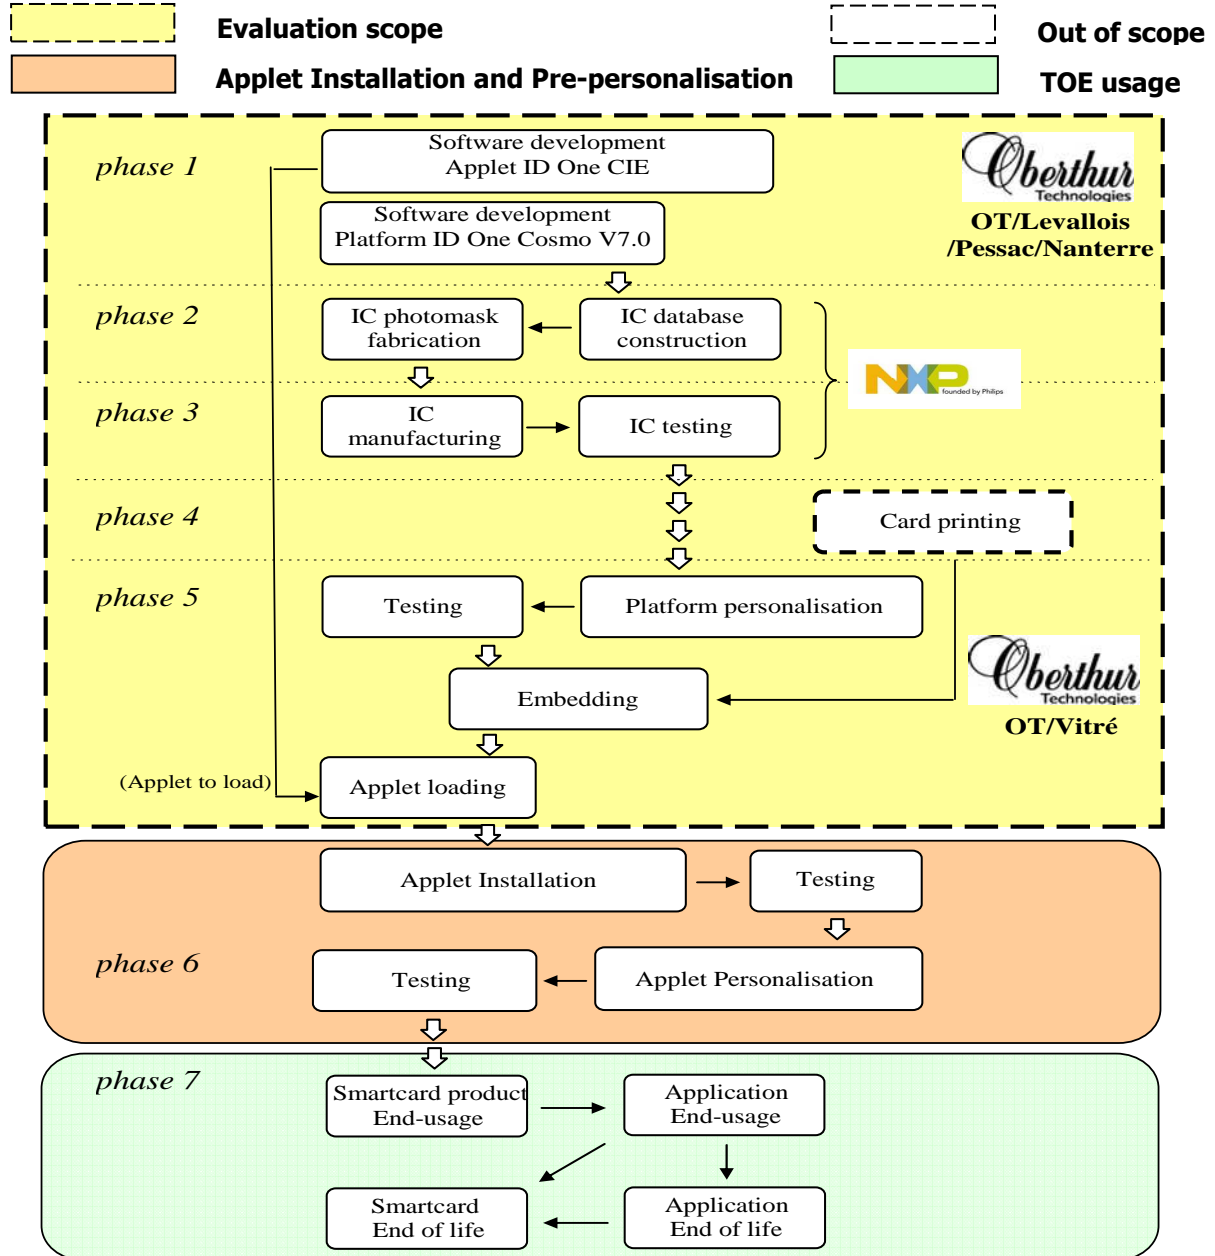 Evaluation scope
Out of scope
Applet Installation and Pre-personalisation
TOE usage
phase 1
Software development
Applet ID One CIE
Oberthur
Technologies
OT/Levallois
/Pessac/Nanterre
Software development
Platform ID One Cosmo V7.0
phase 2
IC photomask
fabrication
IC database
construction
NXP
founded by Philips
phase 3
IC
manufacturing
IC testing
phase 4
Card printing
phase 5
Testing
Platform personalisation
Embedding
Oberthur
Technologies
OT/Vitré
(Applet to load)
Applet loading
Applet Installation
Testing
phase 6
Testing
Applet Personalisation
phase 7
Smartcard product
End-usage
Application
End-usage
Smartcard
End of life
Application
End of life